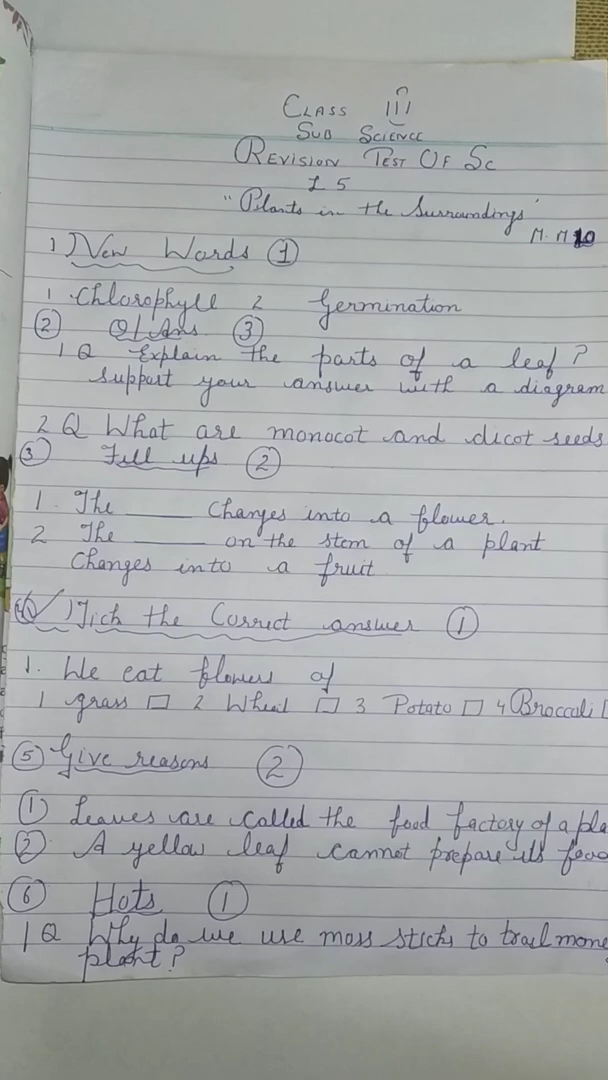 CLASS III
SUB SCIENCE
REVISION TEST OF SC
L 5
"Plants in the Surroundings"
M.M 10
1) New Words ①
1 Chlorophyll 2 Germination
② Q/Ans ③
1 Q Explain the parts of a leaf?
support your answer with a diagram
2 Q What are monocot and dicot seeds
③ Fill ups ②
1. The ____ changes into a flower.
2 The ____ on the stem of a plant
changes into a fruit
④ Tick the Correct answer ①
1. We eat flowers of
1 grass □ 2 Wheat □ 3 Potato □ 4 Broccoli
⑤ Give reasons ②
① Leaves are called the food factory of a pla
② A yellow leaf cannot prepare its food
⑥ Hots ①
1 Q Why do we use moss sticks to trail mone
plant?